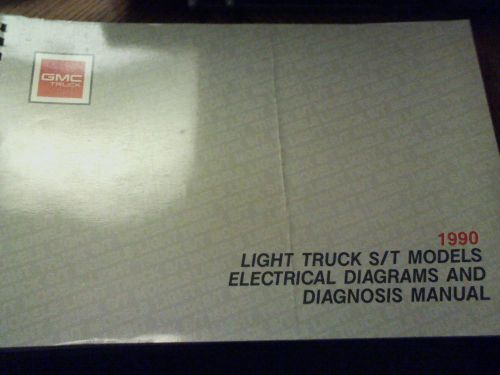 GMC
TRUCK
1990
LIGHT TRUCK S/T MODELS
ELECTRICAL DIAGRAMS AND
DIAGNOSIS MANUAL